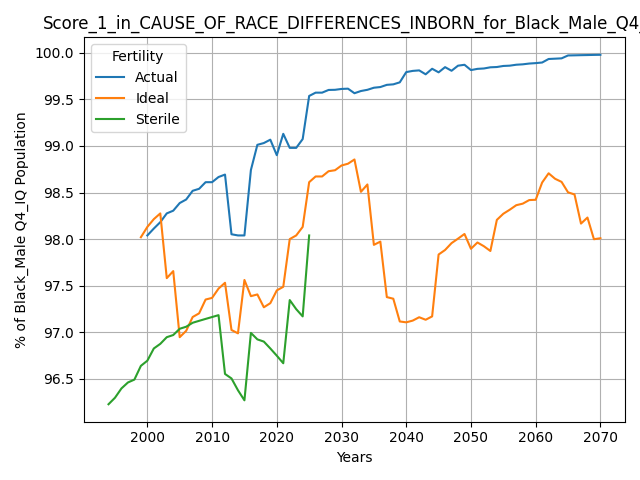 Score_1_in_CAUSE_OF_RACE_DIFFERENCES_INBORN_for_Black_Male_Q4_
100.0
99.5
99.0
98.5
98.0
97.5
97.0
96.5
% of Black_Male Q4_IQ Population
Fertility
Actual
Ideal
Sterile
2000 2010 2020 2030 2040 2050 2060 2070
Years